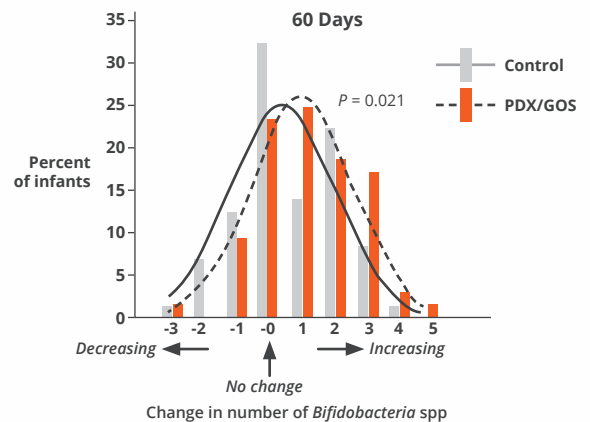 60 Days
35
30
25
20
15
10
5
0
Percent
of infants
P = 0.021
Control
PDX/GOS
-3 -2 -1 -0 1 2 3 4 5
Decreasing
Increasing
No change
Change in number of Bifidobacteria spp